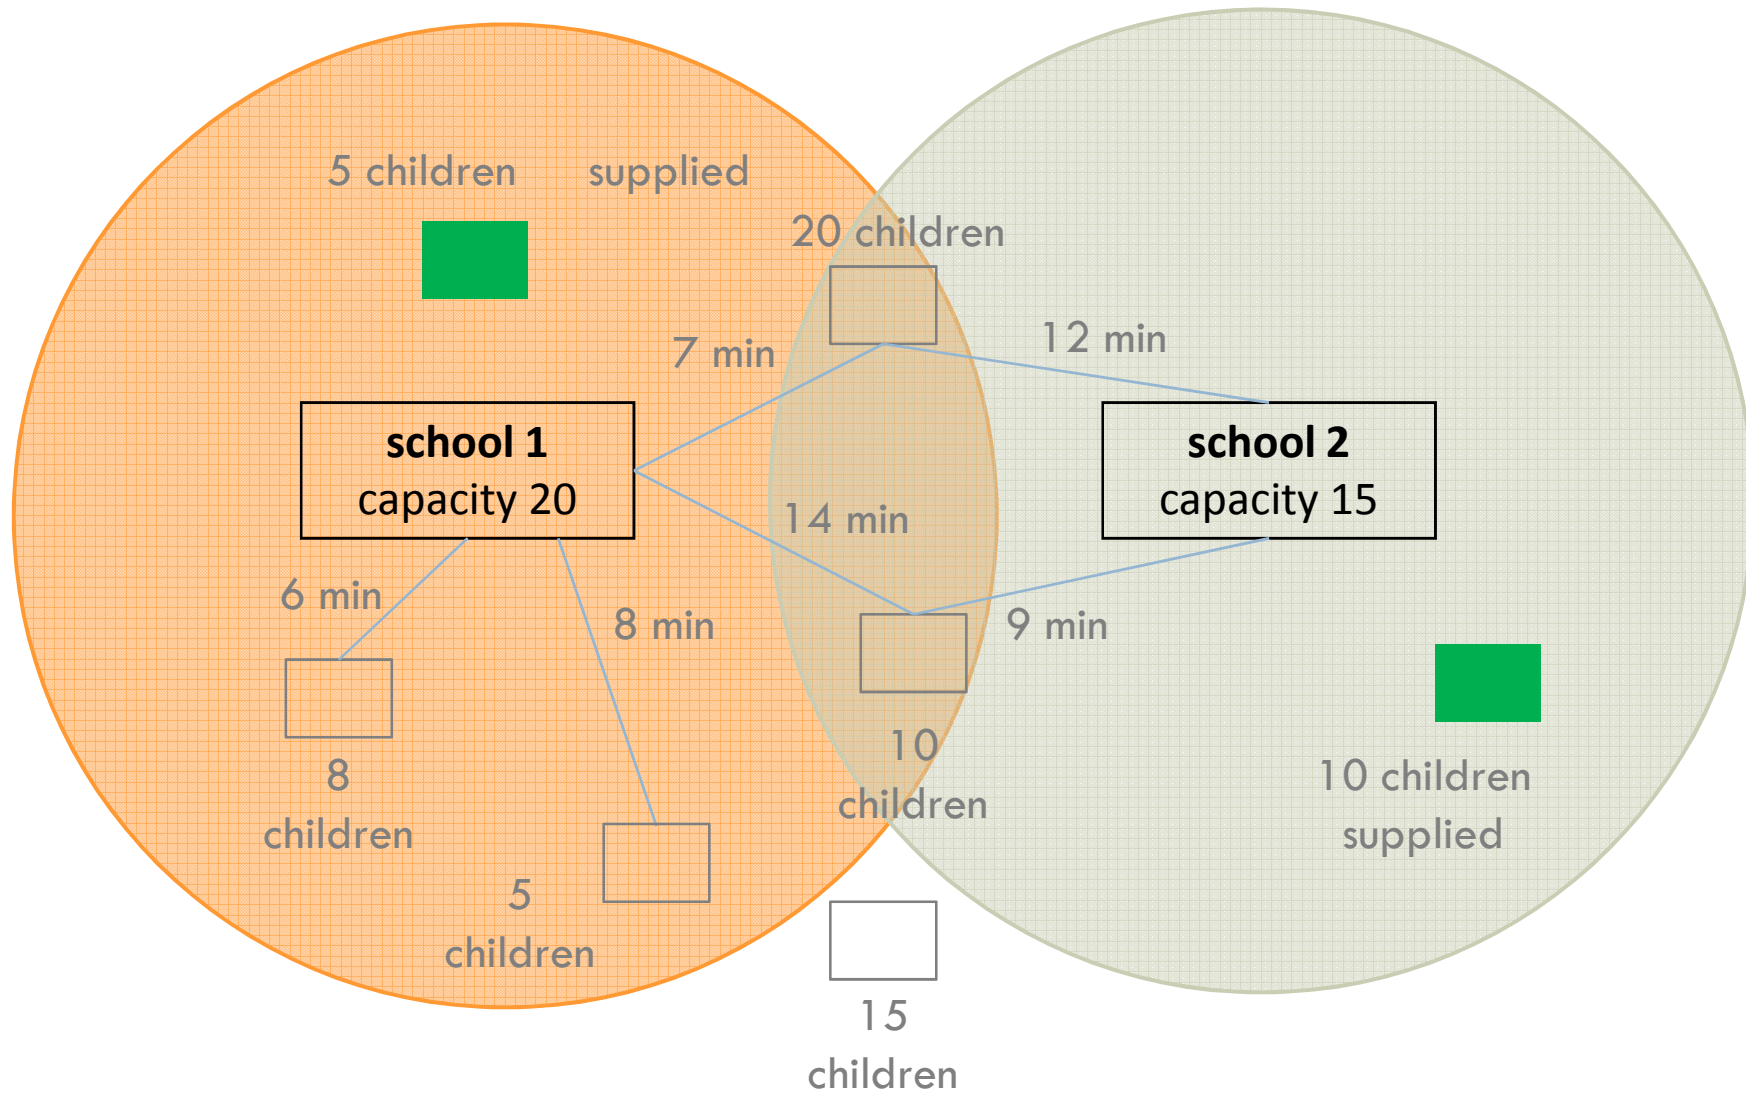 5 children supplied
20 children
7 min
12 min
school 1
capacity 20
school 2
capacity 15
14 min
6 min
8 min
9 min
8
children
10
children
10 children
supplied
5
children
15
children